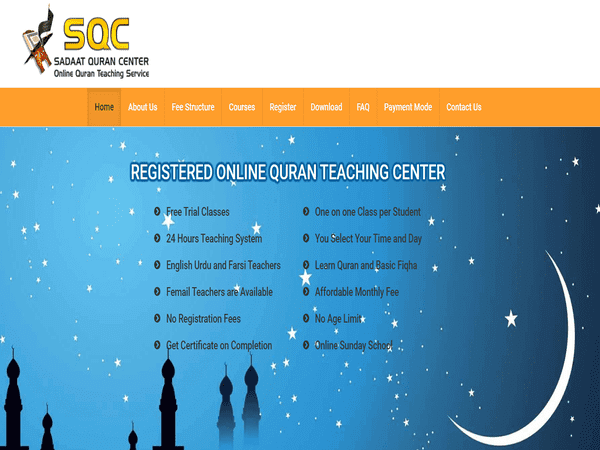 SQC
SADAAT QURAN CENTER
Online Quran Teaching Service
Home About Us Fee Structure Courses Register Download FAQ Payment Mode Contact Us
REGISTERED ONLINE QURAN TEACHING CENTER
Free Trial Classes
24 Hours Teaching System
English Urdu and Farsi Teachers
Femail Teachers are Available
No Registration Fees
Get Certificate on Completion
One on one Class per Student
You Select Your Time and Day
Learn Quran and Basic Fiqha
Affordable Monthly Fee
No Age Limit
Online Sunday School